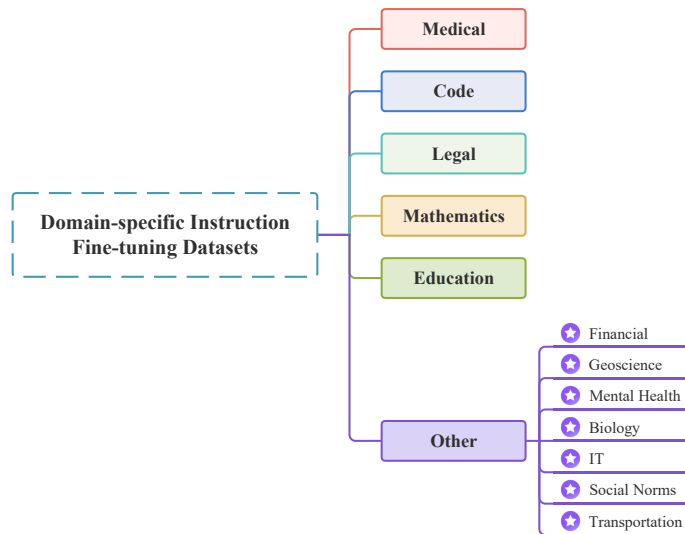 Medical
Code
Legal
Domain-specific Instruction
Fine-tuning Datasets
Mathematics
Education
Other
Financial
Geoscience
Mental Health
Biology
IT
Social Norms
Transportation